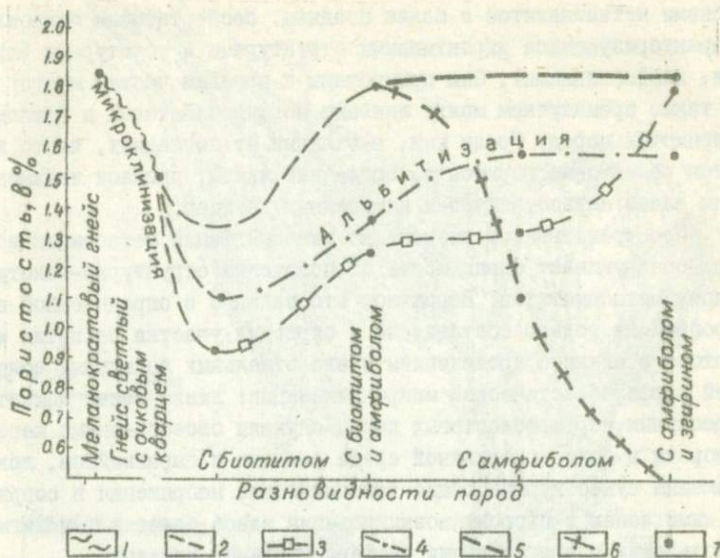 Пористость, в %
2.0
1.9
1.8
1.7
1.6
1.5
1.4
1.3
1.2
1.1
1.0
0.9
0.8
0.7
0.6
Меланократовый гнейс
Гнейс светлый
с очковым
кварцем
Микроклинизация
Альбитизация
С биотитом
С биотитом
и амфиболом
С амфиболом
С амфиболом
и эгирином
Разновидности пород
1 2 3 4 5 6 7